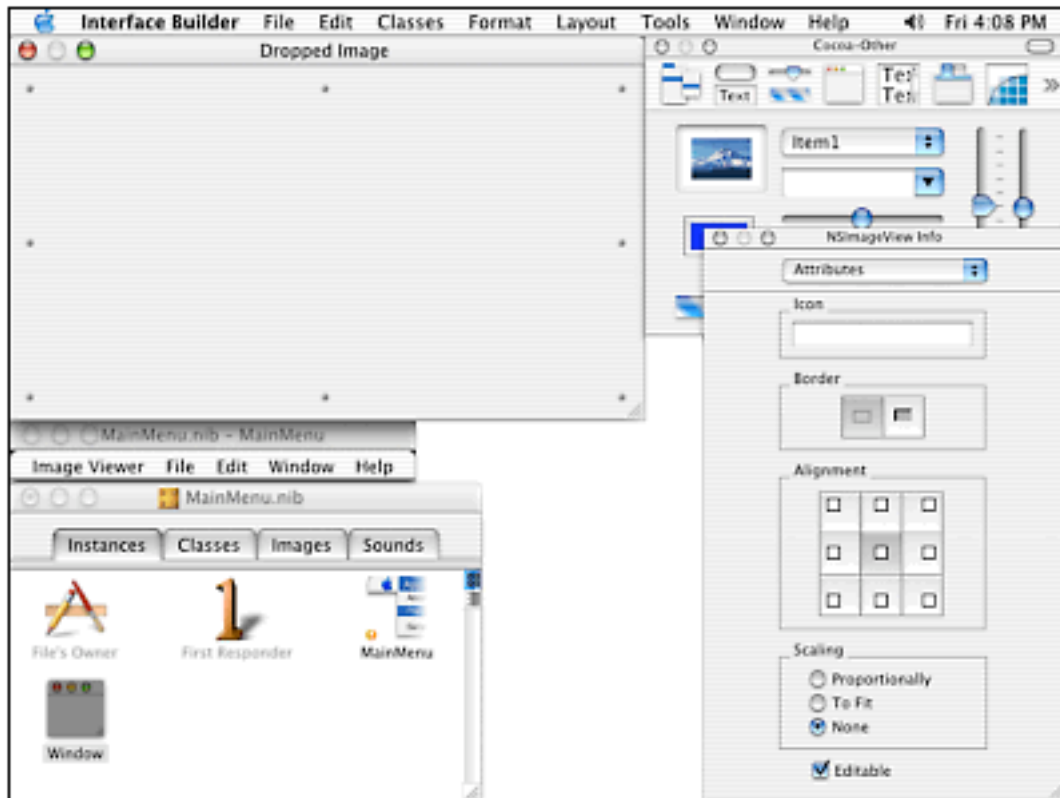 Interface Builder File Edit Classes Format Layout Tools Window Help Fri 4:08 PM
Dropped Image
Cocoa-Other
Text
Item1
NSImageView Info
Attributes
Icon
Border
Alignment
Scaling
Proportionally
To Fit
None
Editable
MainMenu.nib - MainMenu
Image Viewer File Edit Window Help
MainMenu.nib
Instances Classes Images Sounds
File's Owner First Responder MainMenu
Window